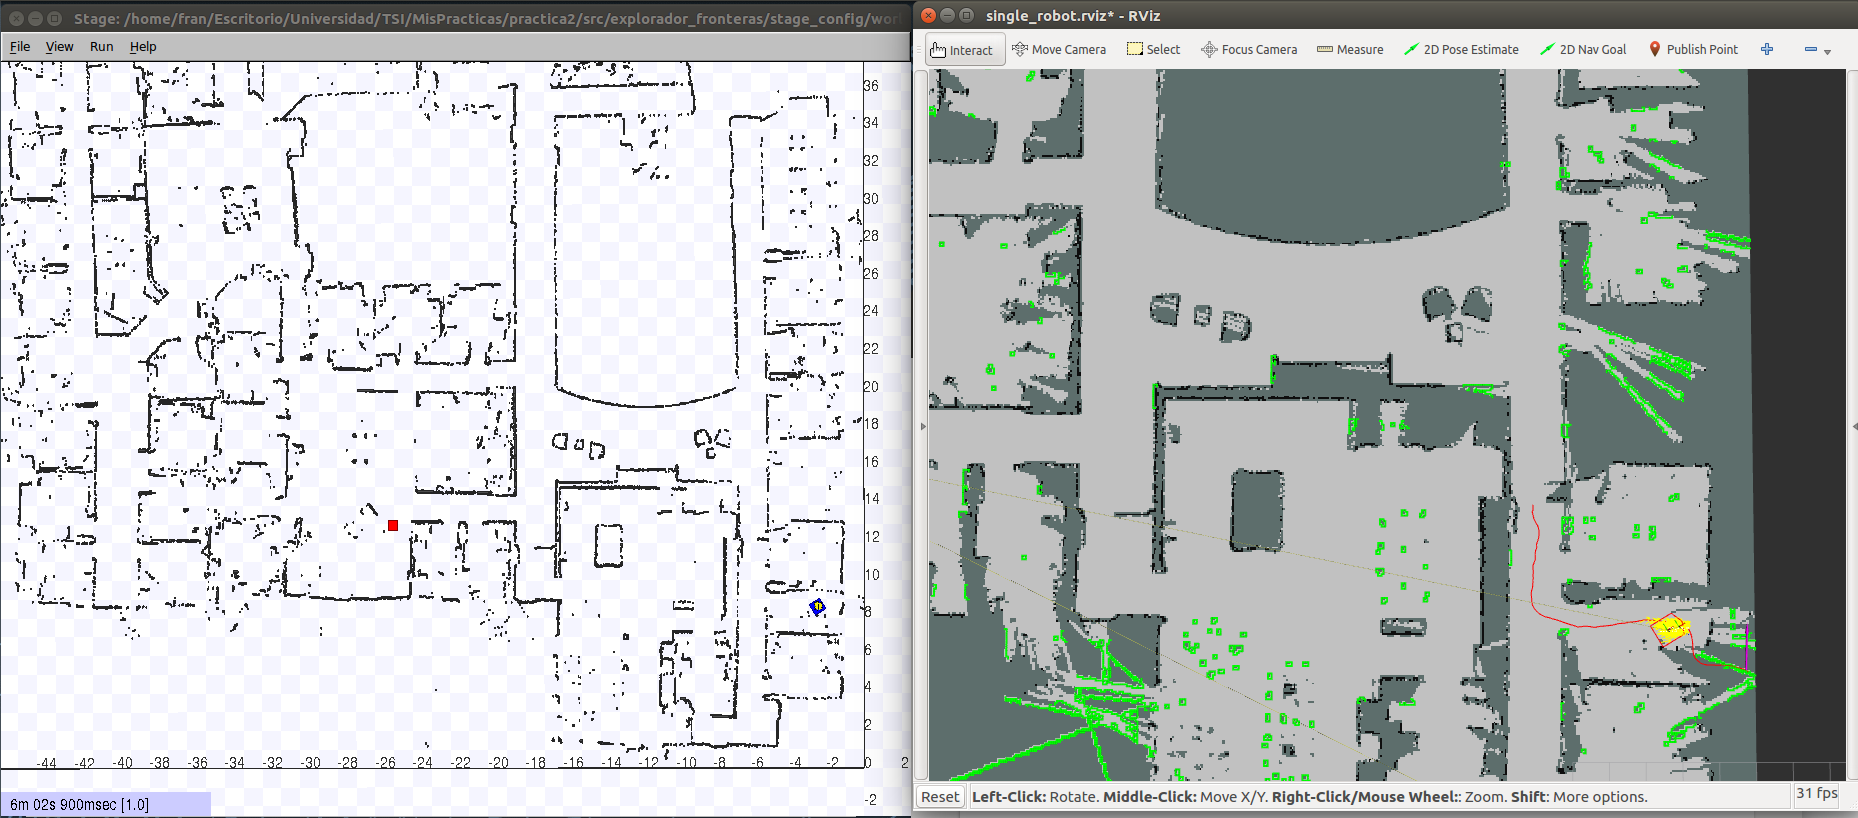 Stage: /home/fran/Escritorio/Universidad/TSI/MisPracticas/practica2/src/explorador_fronteras/stage_config/worl
File View Run Help
36
34
32
30
28
26
24
22
20
18
16
14
12
10
8
6
4
2
-44 -42 -40 -38 -36 -34 -32 -30 -28 -26 -24 -22 -20 -18 -16 -14 -12 -10 -8 -6 -4 -2 0 2
-2
6m 02s 900msec [1.0]
single_robot.rviz* - RViz
Interact Move Camera Select Focus Camera Measure 2D Pose Estimate 2D Nav Goal Publish Point
Reset Left-Click: Rotate. Middle-Click: Move X/Y. Right-Click/Mouse Wheel:: Zoom. Shift: More options. 31 fps